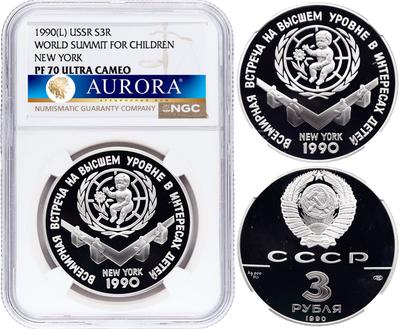 1990(L) USSR S3R
WORLD SUMMIT FOR CHILDREN
NEW YORK
PF 70 ULTRA CAMEO
AURORA®
NUMISMATIC GUARANTY COMPANY NGC
ВСЕМИРНАЯ ВСТРЕЧА НА ВЫСШЕМ УРОВНЕ В ИНТЕРЕСАХ ДЕТЕЙ
NEW YORK
1990
ВСЕМИРНАЯ ВСТРЕЧА НА ВЫСШЕМ УРОВНЕ В ИНТЕРЕСАХ ДЕТЕЙ
NEW YORK
1990
СССР
Ag 900
3
РУБЛЯ
1990